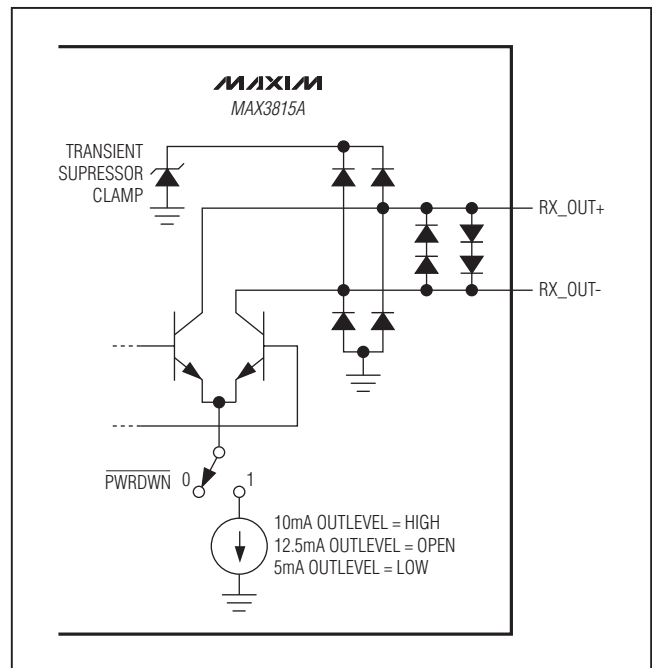 MAXIM
MAX3815A
TRANSIENT
SUPRESSOR
CLAMP
RX_OUT+
RX_OUT-
PWRDWN
0
1
10mA OUTLEVEL = HIGH
12.5mA OUTLEVEL = OPEN
5mA OUTLEVEL = LOW